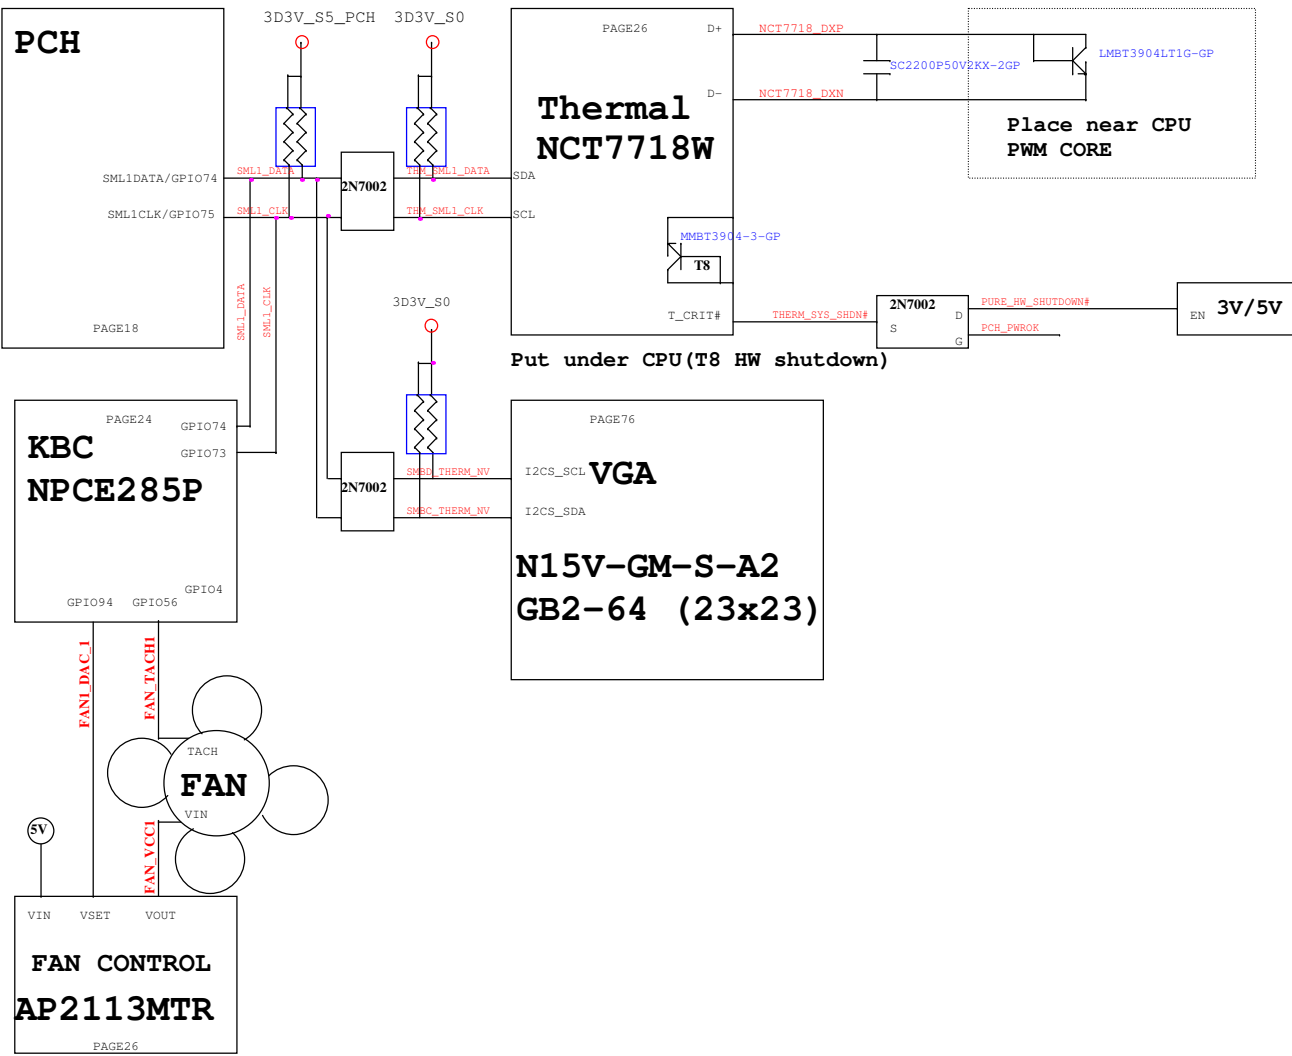 3D3V_S5_PCH
3D3V_S0
PCH
SML1DATA/GPIO74
SML1CLK/GPIO75
PAGE18
SML1_DATA
SML1_CLK
2N7002
THM_SML1_DATA
THM_SML1_CLK
PAGE26
D+
D-
Thermal
NCT7718W
SDA
SCL
MMBT3904-3-GP
T8
T_CRIT#
NCT7718_DXP
NCT7718_DXN
SC2200P50V2KX-2GP
LMBT3904LT1G-GP
Place near CPU
PWM CORE
THERM_SYS_SHDN#
2N7002
S
D
G
PURE_HW_SHUTDOWN#
PCH_PWROK
EN
3V/5V
Put under CPU(T8 HW shutdown)
SML1_DATA
SML1_CLK
3D3V_S0
PAGE24
GPIO74
GPIO73
KBC
NPCE285P
GPIO4
GPIO94
GPIO56
2N7002
SMBD_THERM_NV
SMBC_THERM_NV
PAGE76
I2CS_SCL
VGA
I2CS_SDA
N15V-GM-S-A2
GB2-64 (23x23)
FAN1_DAC_1
FAN_TACH1
TACH
FAN
VIN
5V
FAN_VCC1
VIN
VSET
VOUT
FAN CONTROL
AP2113MTR
PAGE26